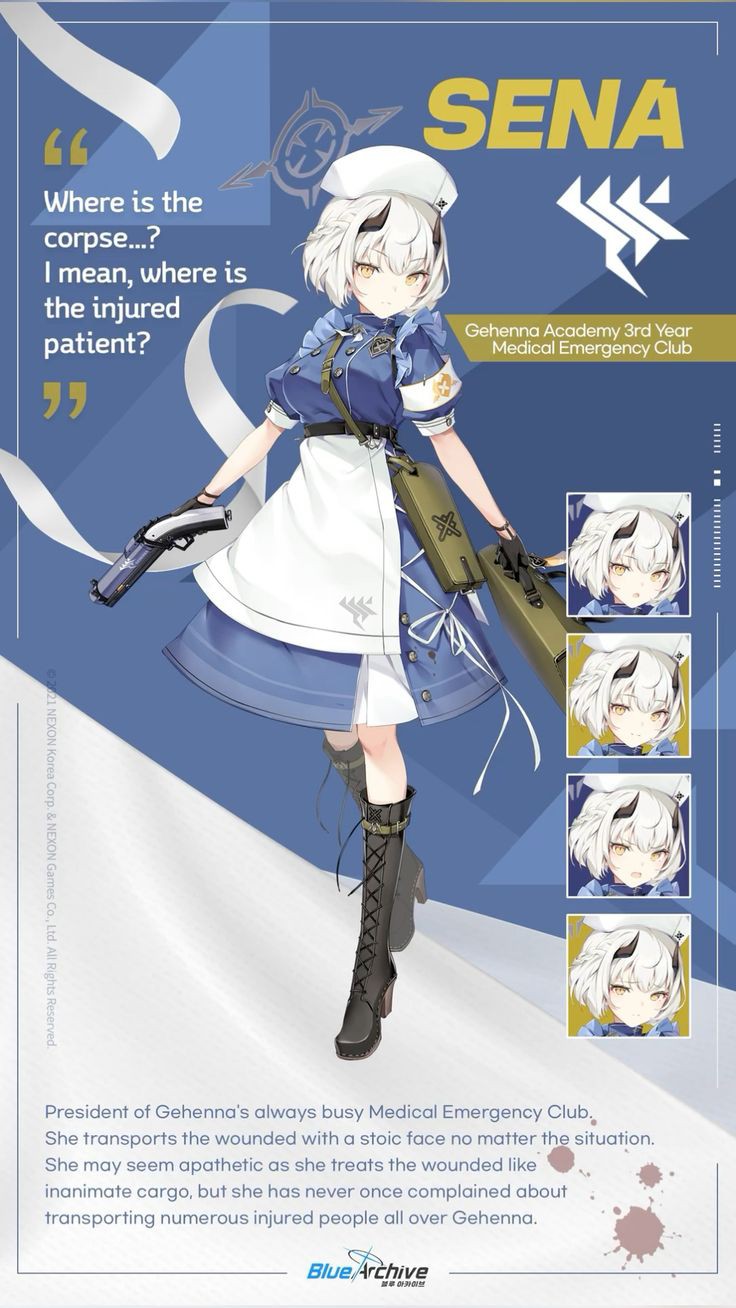 SENA
“
Where is the
corpse...?
I mean, where is
the injured
patient?
”
Gehenna Academy 3rd Year
Medical Emergency Club
© 2021 NEXON Korea Corp. & NEXON Games Co., Ltd. All Rights Reserved.
President of Gehenna's always busy Medical Emergency Club.
She transports the wounded with a stoic face no matter the situation.
She may seem apathetic as she treats the wounded like
inanimate cargo, but she has never once complained about
transporting numerous injured people all over Gehenna.
Blue Archive
블루 아카이브